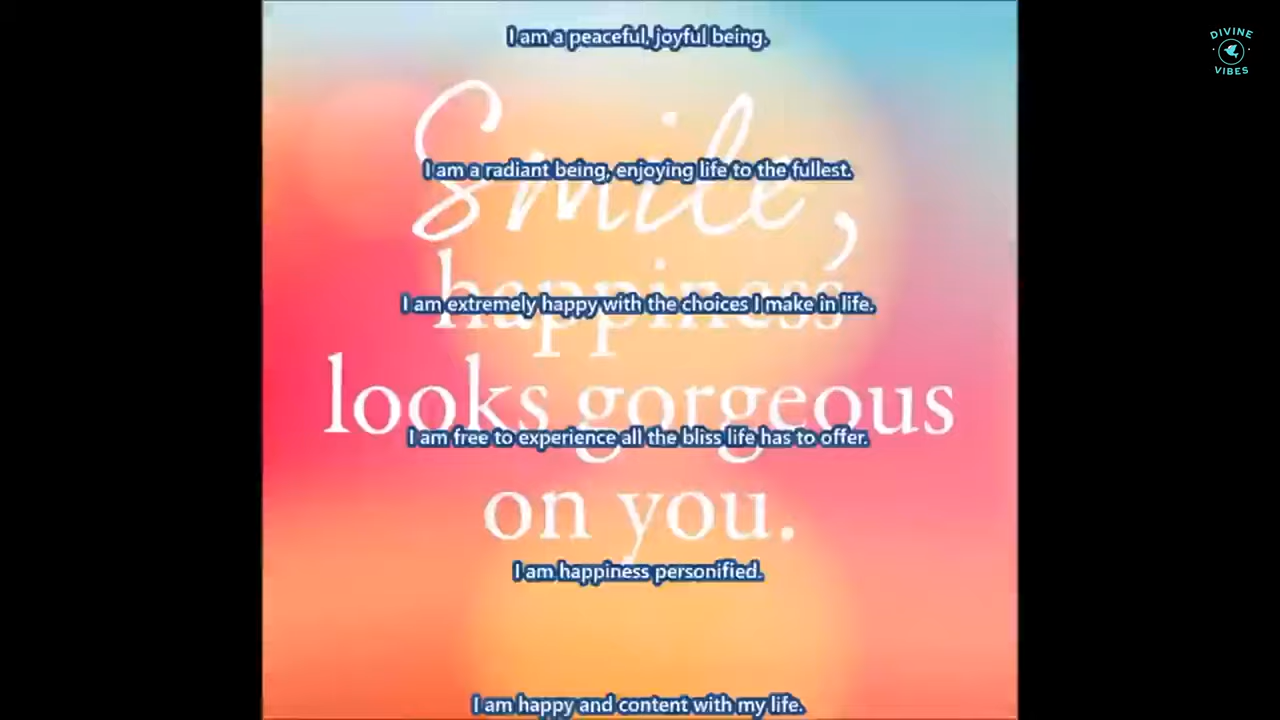 I am a peaceful, joyful being.
DIVINE
VIBES
Smile,
I am a radiant being, enjoying life to the fullest.
happiness
I am extremely happy with the choices I make in life.
looks gorgeous
I am free to experience all the bliss life has to offer.
on you.
I am happiness personified.
I am happy and content with my life.